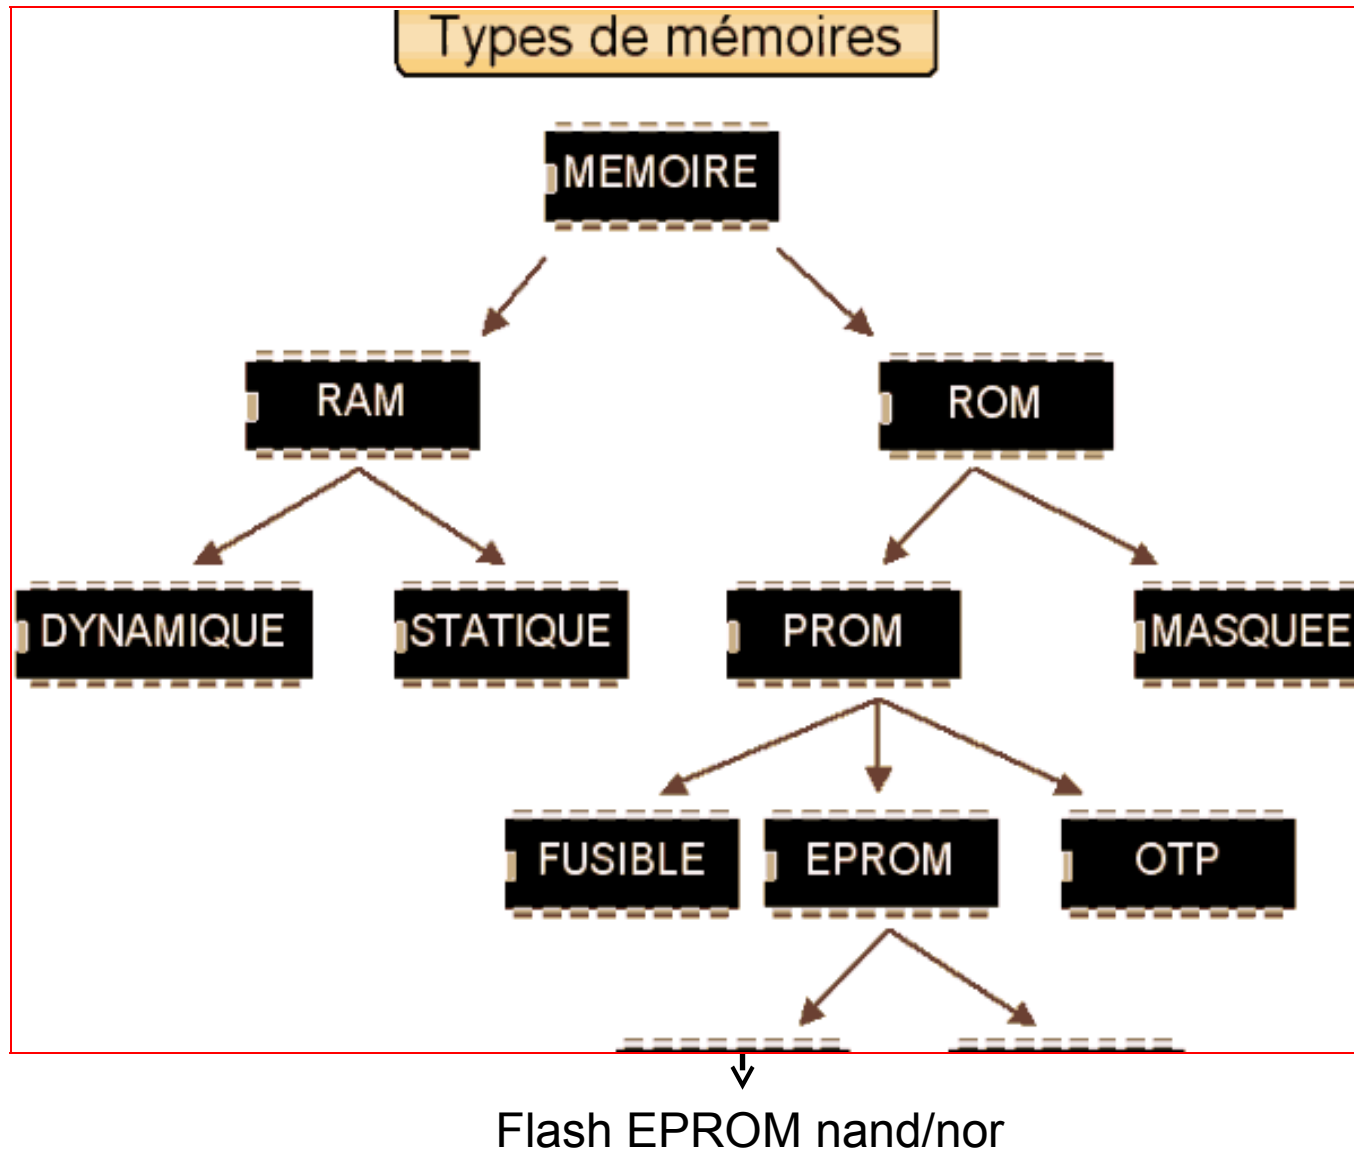 Types de mémoires
MEMOIRE
RAM
ROM
DYNAMIQUE
STATIQUE
PROM
MASQUEE
FUSIBLE
EPROM
OTP
Flash EPROM nand/nor